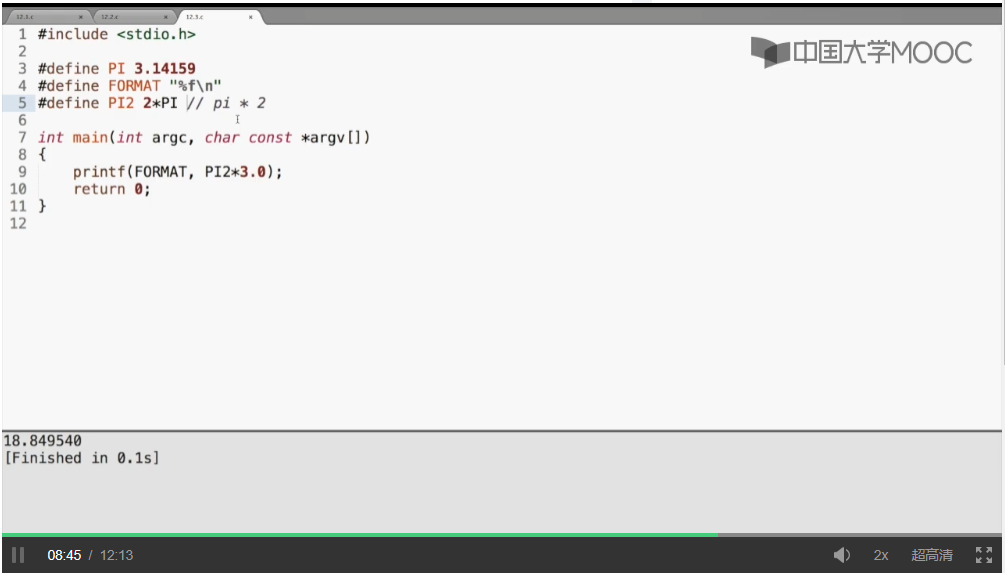 12.1.c × 12.2.c × 12.3.c ×
中国大学MOOC
1 #include <stdio.h>
2
3 #define PI 3.14159
4 #define FORMAT "%f\n"
5 #define PI2 2*PI // pi * 2
6
7 int main(int argc, char const *argv[])
8 {
9     printf(FORMAT, PI2*3.0);
10     return 0;
11 }
12
18.849540
[Finished in 0.1s]
08:45 / 12:13 2x 超高清